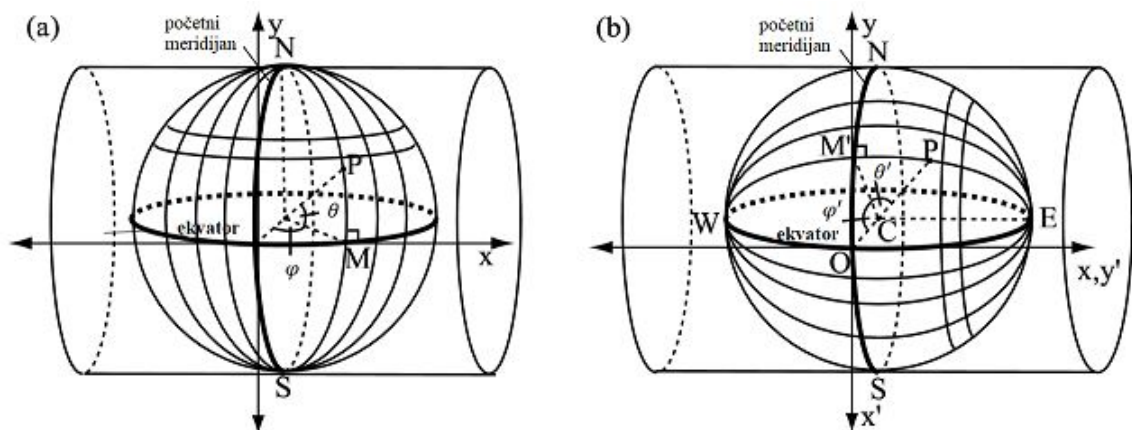 (a)
početni
meridijan
y
N
P
θ
ekvator
M
x
φ
S
(b)
početni
meridijan
y
N
M'
P
θ'
φ'
W
ekvator
C
E
O
x,y'
S
x'